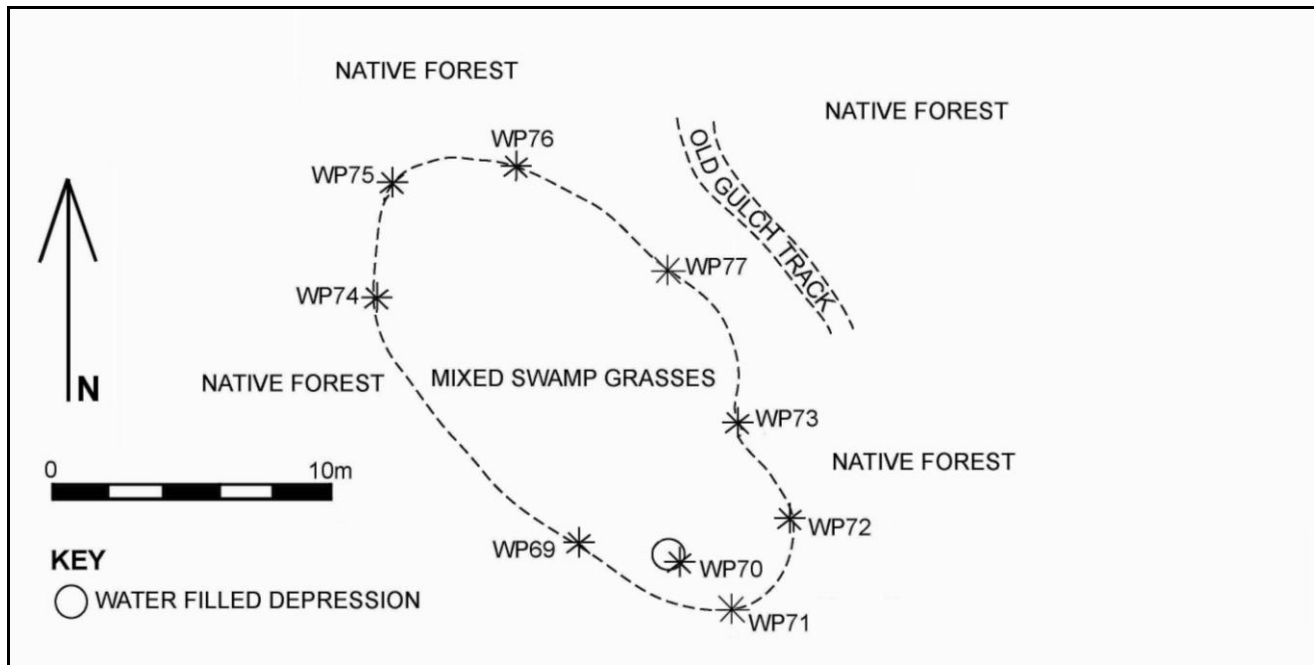 NATIVE FOREST
NATIVE FOREST
WP76
OLD GULCH TRACK
WP75
WP77
WP74
NATIVE FOREST
MIXED SWAMP GRASSES
N
WP73
NATIVE FOREST
0 10m
WP72
WP69
KEY
WP70
WATER FILLED DEPRESSION
WP71